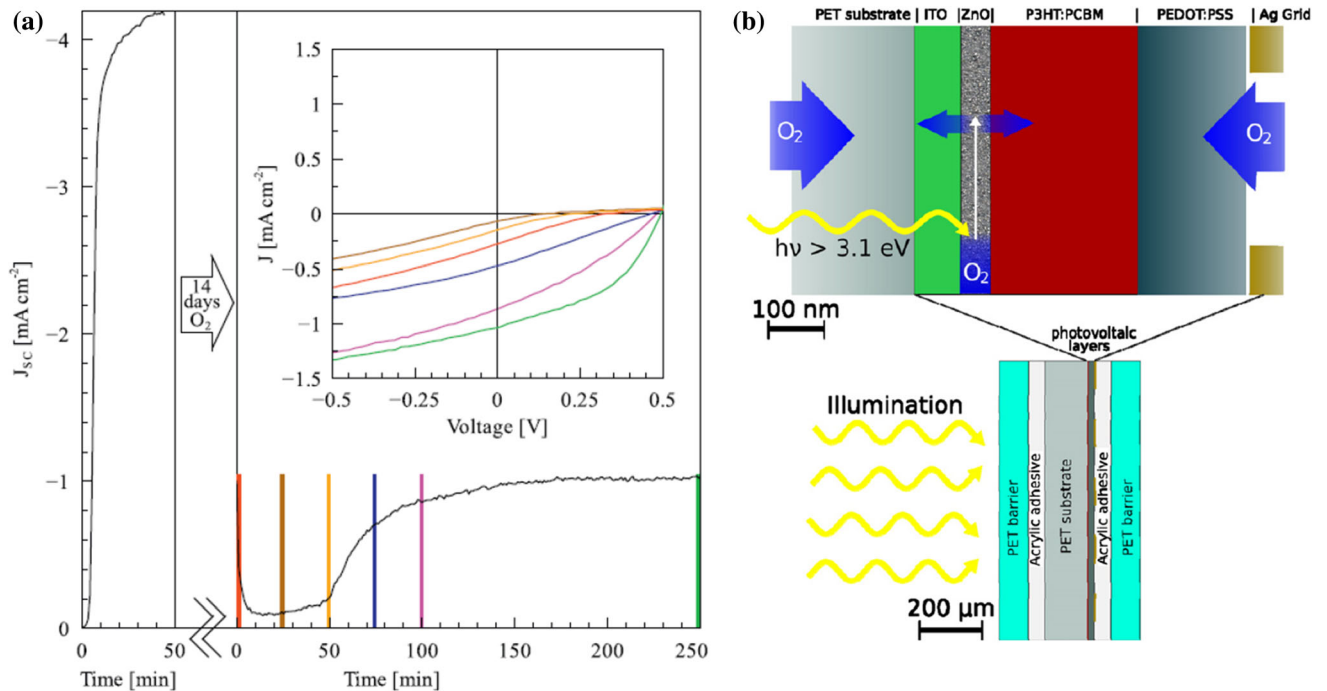 (a)
−4
−3
−2
−1
0
J_SC [mA cm⁻²]
14
days
O₂
1.5
1
0.5
0
−0.5
−1
−1.5
J [mA cm⁻²]
−0.5 −0.25 0 0.25 0.5
Voltage [V]
0 50
Time [min]
0 50 100 150 200 250
Time [min]
(b)
PET substrate | ITO |ZnO| P3HT:PCBM | PEDOT:PSS | Ag Grid
O₂
O₂
hν > 3.1 eV
O₂
100 nm
photovoltaic
layers
Illumination
PET barrier
Acrylic adhesive
PET substrate
Acrylic adhesive
PET barrier
200 μm